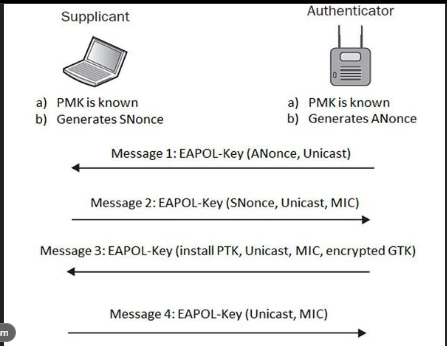 Supplicant
Authenticator
a) PMK is known
b) Generates SNonce
a) PMK is known
b) Generates ANonce
Message 1: EAPOL-Key (ANonce, Unicast)
Message 2: EAPOL-Key (SNonce, Unicast, MIC)
Message 3: EAPOL-Key (install PTK, Unicast, MIC, encrypted GTK)
Message 4: EAPOL-Key (Unicast, MIC)
m